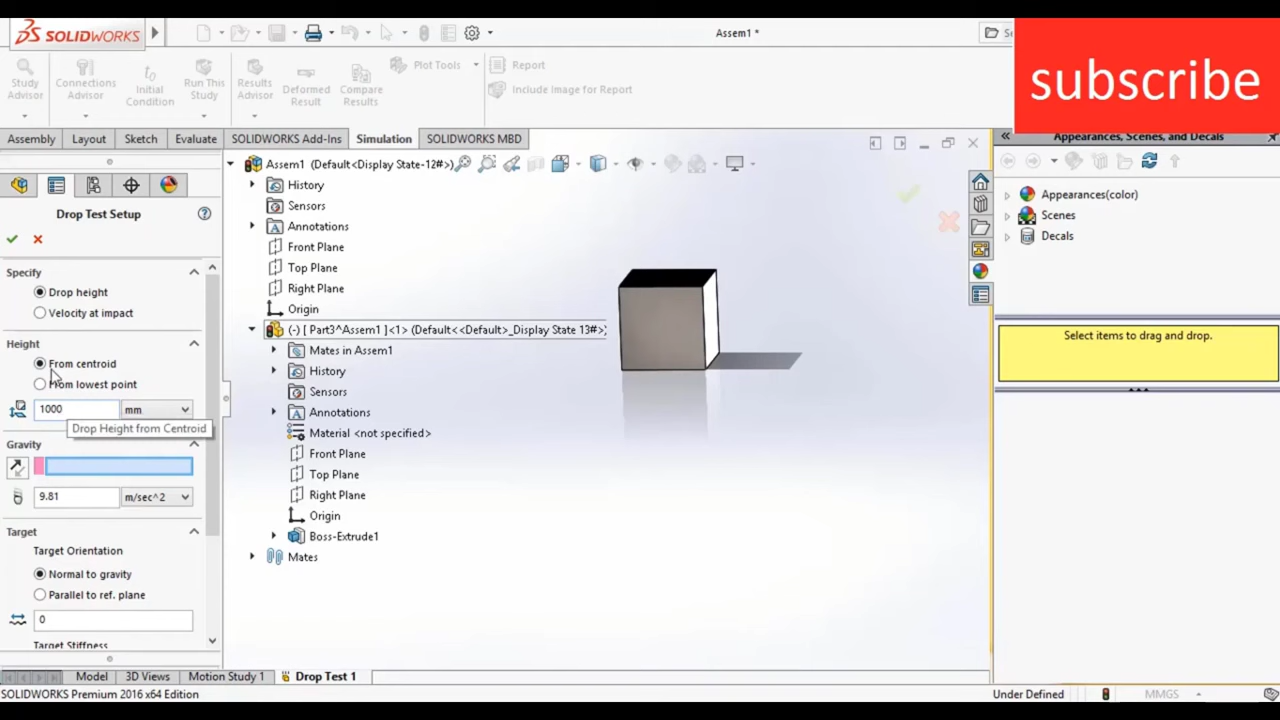 SOLIDWORKS
Assem1 *
subscribe
Study Advisor
Connections Advisor
Initial Condition
Run This Study
Results Advisor
Deformed Result
Compare Results
Plot Tools
Report
Include Image for Report
Assembly
Layout
Sketch
Evaluate
SOLIDWORKS Add-Ins
Simulation
SOLIDWORKS MBD
Appearances, Scenes, and Decals
Drop Test Setup
Specify
Drop height
Velocity at impact
Height
From centroid
From lowest point
1000
mm
Drop Height from Centroid
Gravity
9.81
m/sec^2
Target
Target Orientation
Normal to gravity
Parallel to ref. plane
0
Target Stiffness
Assem1 (Default<Display State-12#>)
History
Sensors
Annotations
Front Plane
Top Plane
Right Plane
Origin
(-) [ Part3^Assem1 ]<1> (Default<<Default>_Display State 13#>)
Mates in Assem1
History
Sensors
Annotations
Material <not specified>
Front Plane
Top Plane
Right Plane
Origin
Boss-Extrude1
Mates
Appearances(color)
Scenes
Decals
Select items to drag and drop.
Model
3D Views
Motion Study 1
Drop Test 1
SOLIDWORKS Premium 2016 x64 Edition
Under Defined
MMGS